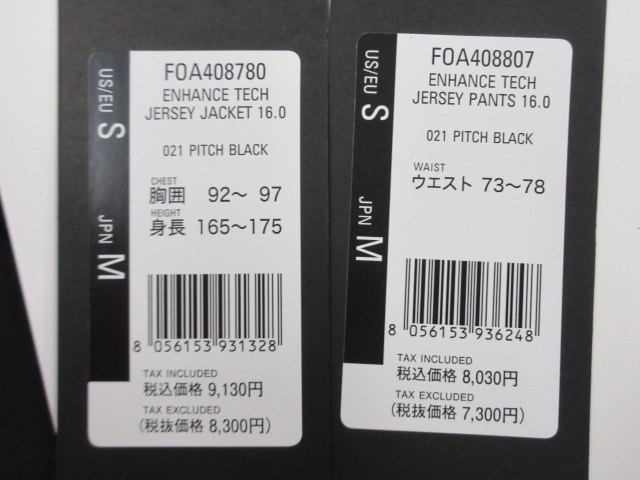 US/EU S
JPN M
FOA408780
ENHANCE TECH
JERSEY JACKET 16.0
021 PITCH BLACK
CHEST
胸囲 92～ 97
HEIGHT
身長 165～175
8 056153 931328
TAX INCLUDED
税込価格 9,130円
TAX EXCLUDED
(税抜価格 8,300円)
US/EU S
JPN M
FOA408807
ENHANCE TECH
JERSEY PANTS 16.0
021 PITCH BLACK
WAIST
ウエスト 73～78
8 056153 936248
TAX INCLUDED
税込価格 8,030円
TAX EXCLUDED
(税抜価格 7,300円)